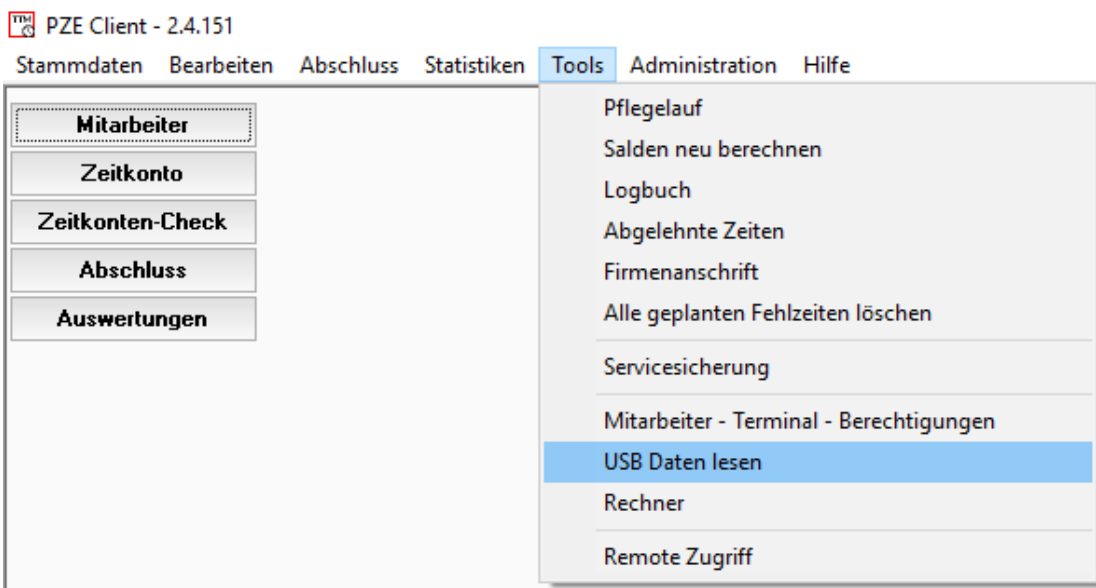 TTM PZE Client - 2.4.151
Stammdaten Bearbeiten Abschluss Statistiken Tools Administration Hilfe
Mitarbeiter
Zeitkonto
Zeitkonten-Check
Abschluss
Auswertungen
Pflegelauf
Salden neu berechnen
Logbuch
Abgelehnte Zeiten
Firmenanschrift
Alle geplanten Fehlzeiten löschen
Servicesicherung
Mitarbeiter - Terminal - Berechtigungen
USB Daten lesen
Rechner
Remote Zugriff